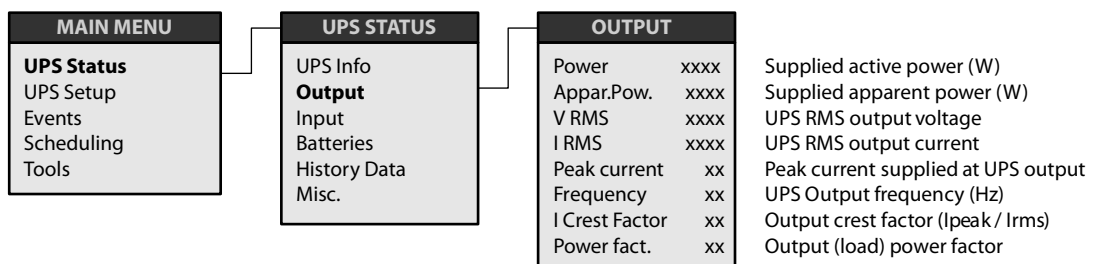 MAIN MENU
UPS Status
UPS Setup
Events
Scheduling
Tools
UPS STATUS
UPS Info
Output
Input
Batteries
History Data
Misc.
OUTPUT
Power xxxx Supplied active power (W)
Appar.Pow. xxxx Supplied apparent power (W)
V RMS xxxx UPS RMS output voltage
I RMS xxxx UPS RMS output current
Peak current xx Peak current supplied at UPS output
Frequency xx UPS Output frequency (Hz)
I Crest Factor xx Output crest factor (Ipeak / Irms)
Power fact. xx Output (load) power factor